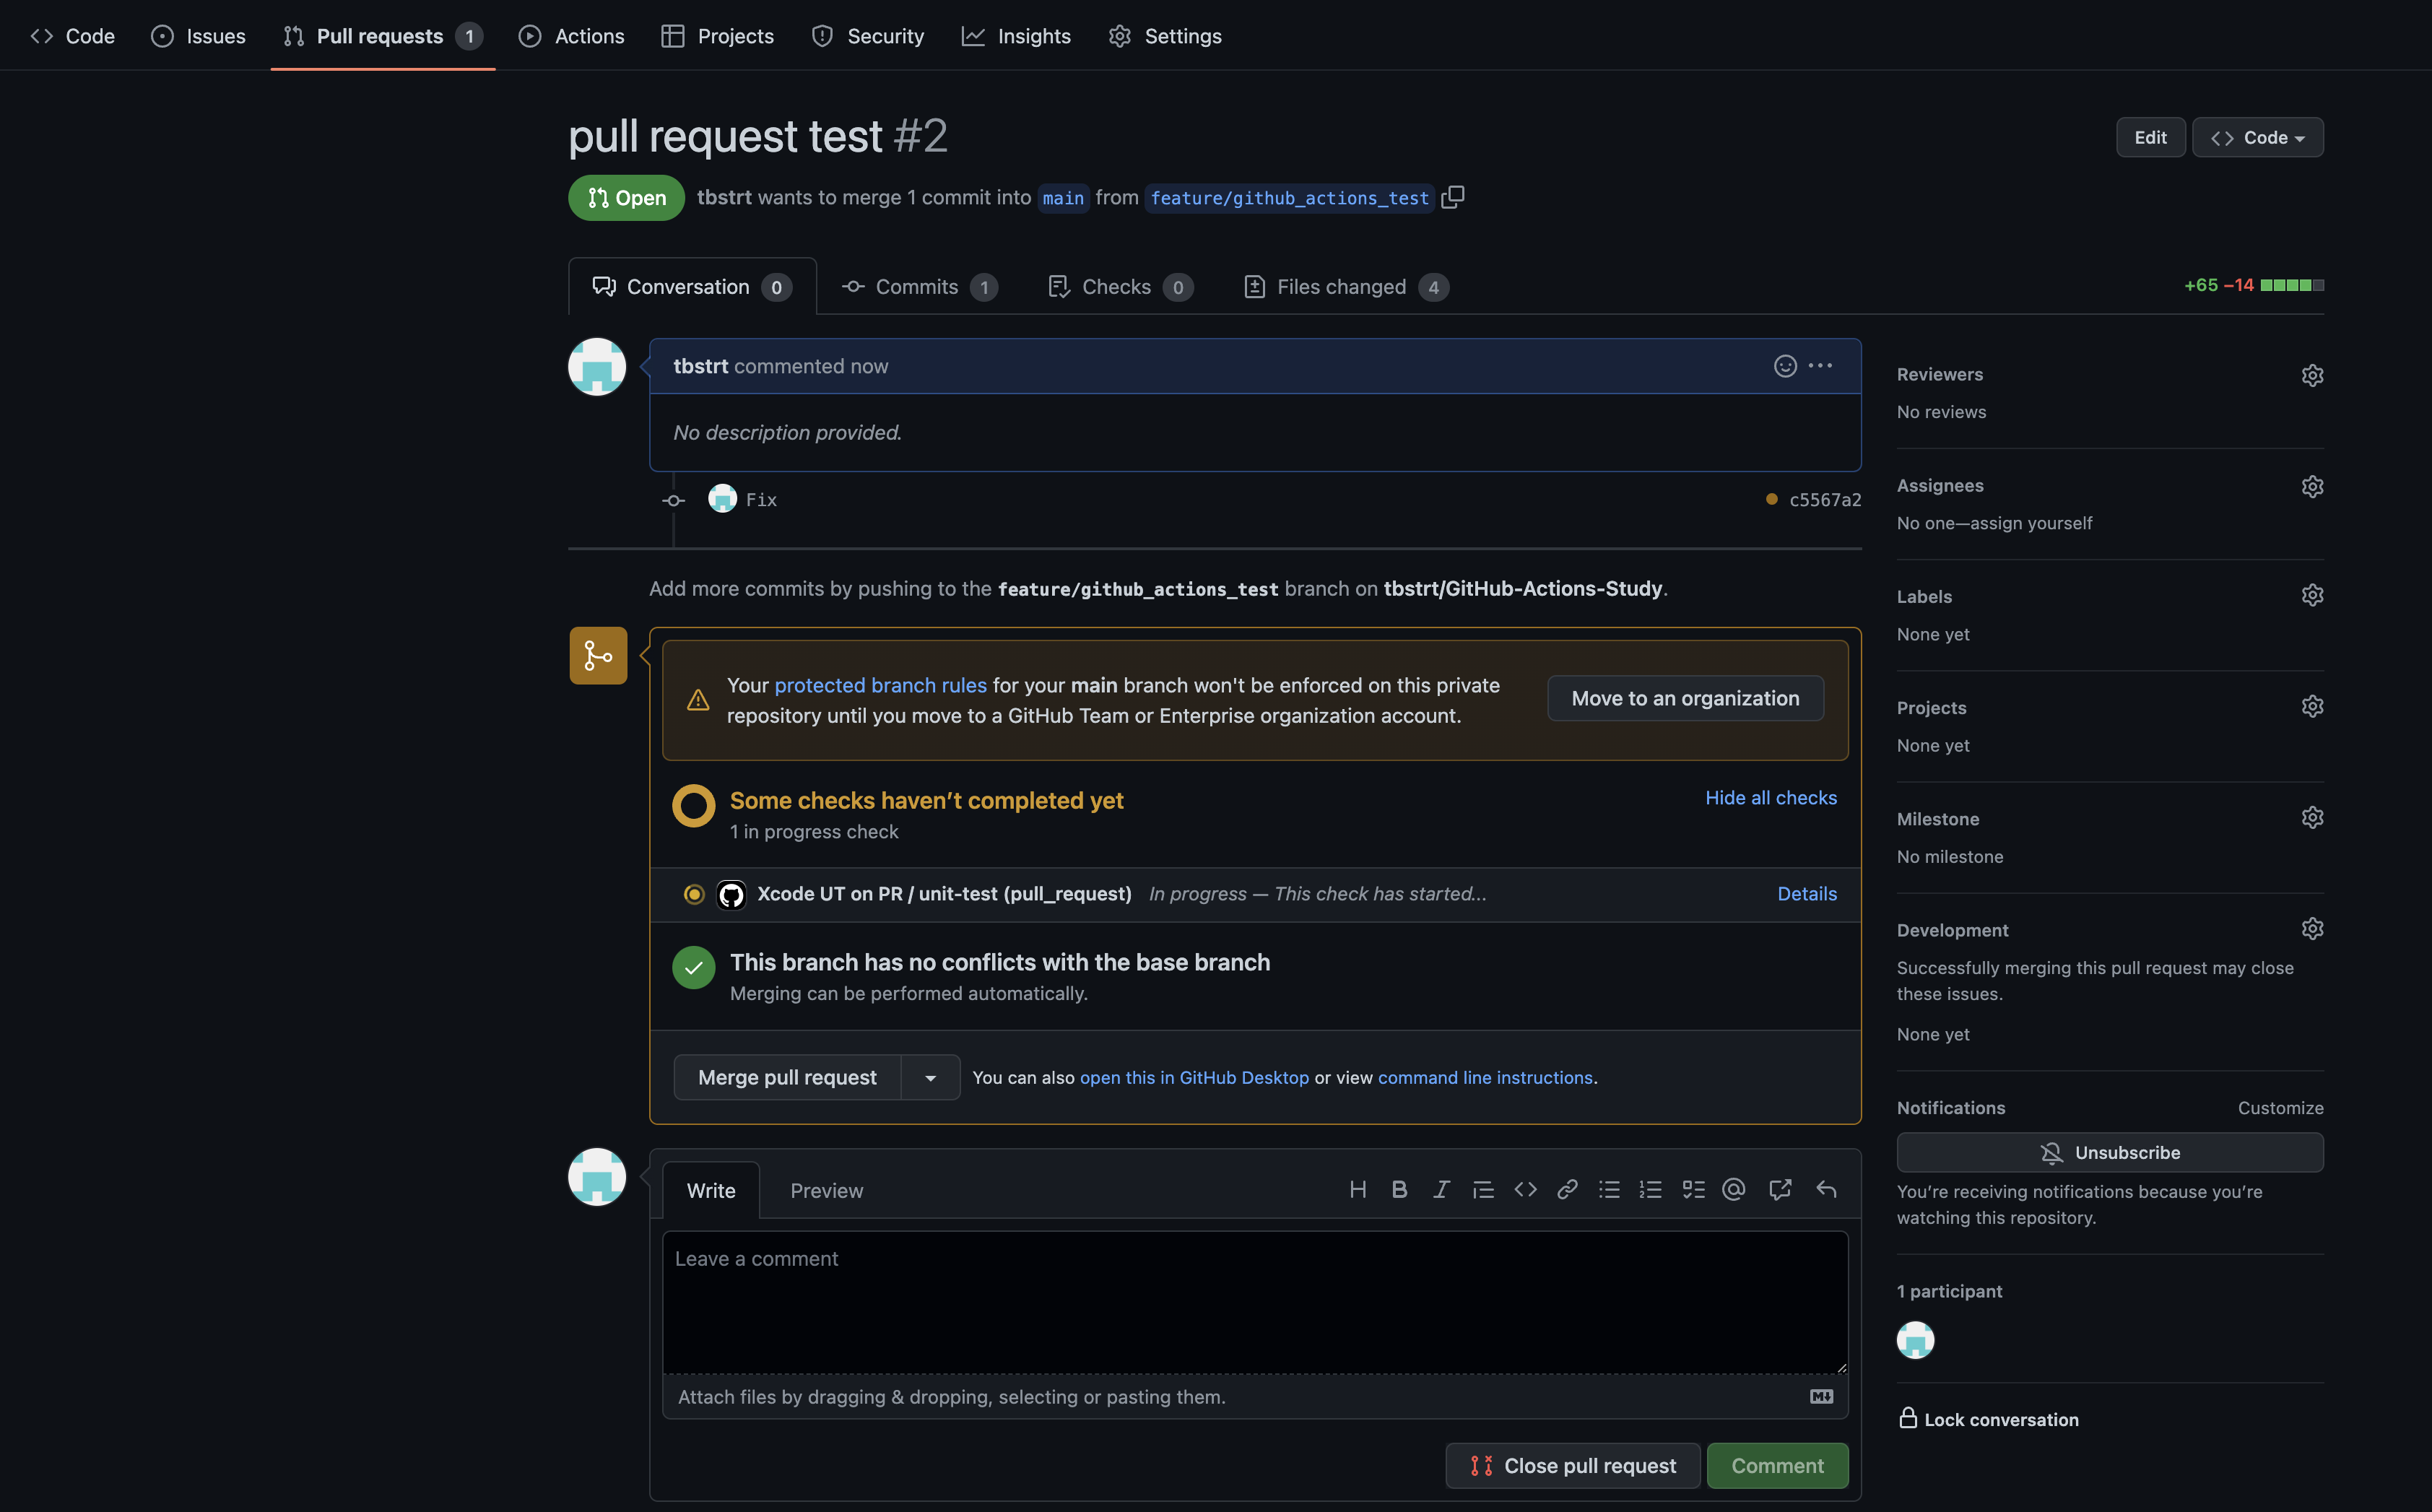 Code Issues Pull requests 1 Actions Projects Security Insights Settings
pull request test #2
Edit Code
Open tbstrt wants to merge 1 commit into main from feature/github_actions_test
Conversation 0 Commits 1 Checks 0 Files changed 4
+65 −14
tbstrt commented now
No description provided.
Fix c5567a2
Add more commits by pushing to the feature/github_actions_test branch on tbstrt/GitHub-Actions-Study.
Your protected branch rules for your main branch won't be enforced on this private
repository until you move to a GitHub Team or Enterprise organization account.
Move to an organization
Some checks haven’t completed yet
Hide all checks
1 in progress check
Xcode UT on PR / unit-test (pull_request) In progress — This check has started...
Details
This branch has no conflicts with the base branch
Merging can be performed automatically.
Merge pull request
You can also open this in GitHub Desktop or view command line instructions.
Write Preview
H B I @
Leave a comment
Attach files by dragging & dropping, selecting or pasting them.
Close pull request Comment
Reviewers
No reviews
Assignees
No one—assign yourself
Labels
None yet
Projects
None yet
Milestone
No milestone
Development
Successfully merging this pull request may close
these issues.
None yet
Notifications Customize
Unsubscribe
You’re receiving notifications because you’re
watching this repository.
1 participant
Lock conversation